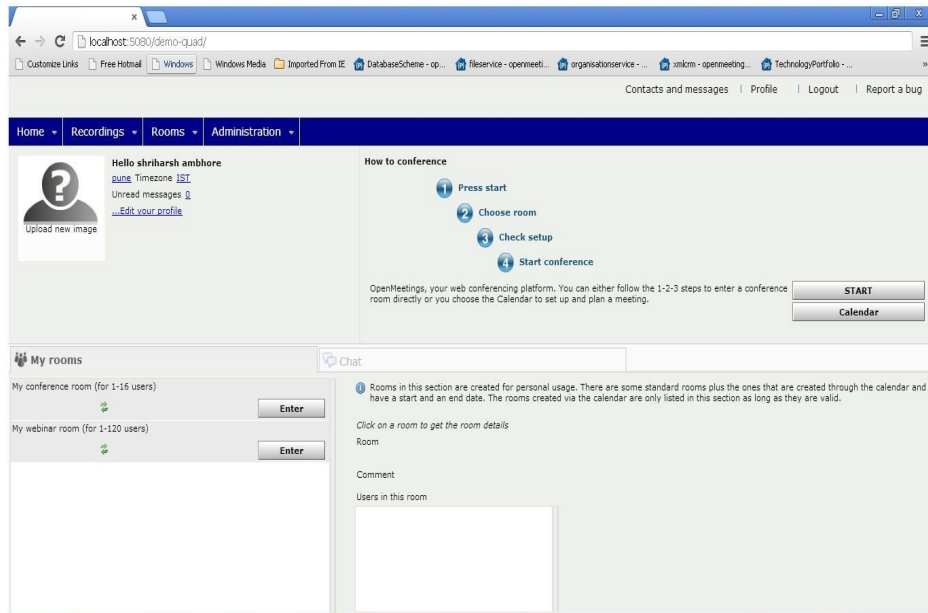 localhost:5080/demo-quad/
Customize Links Free Hotmail Windows Windows Media Imported From IE DatabaseScheme - op... fileservice - openmeeti... organisationservice - ... xmlcrm - openmeeting... TechnologyPortfolio - ... »
Contacts and messages | Profile | Logout | Report a bug
Home Recordings Rooms Administration
Hello shriharsh ambhore
pune Timezone IST
Unread messages 0
...Edit your profile
Upload new image
How to conference
1 Press start
2 Choose room
3 Check setup
4 Start conference
OpenMeetings, your web conferencing platform. You can either follow the 1-2-3 steps to enter a conference
room directly or you choose the Calendar to set up and plan a meeting.
START
Calendar
My rooms
Chat
My conference room (for 1-16 users)
Enter
My webinar room (for 1-120 users)
Enter
Rooms in this section are created for personal usage. There are some standard rooms plus the ones that are created through the calendar and
have a start and an end date. The rooms created via the calendar are only listed in this section as long as they are valid.
Click on a room to get the room details
Room
Comment
Users in this room